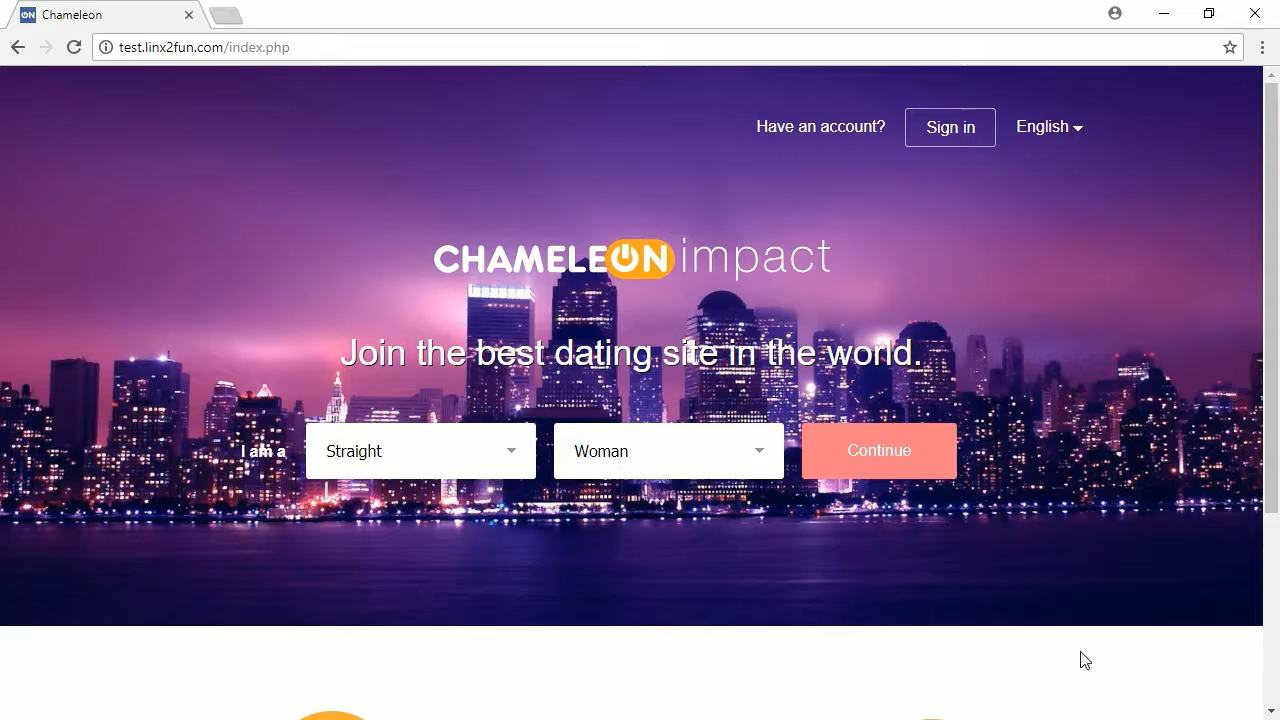 Chameleon
test.linx2fun.com/index.php
Have an account? Sign in English
CHAMELEON impact
Join the best dating site in the world.
I am a Straight Woman Continue